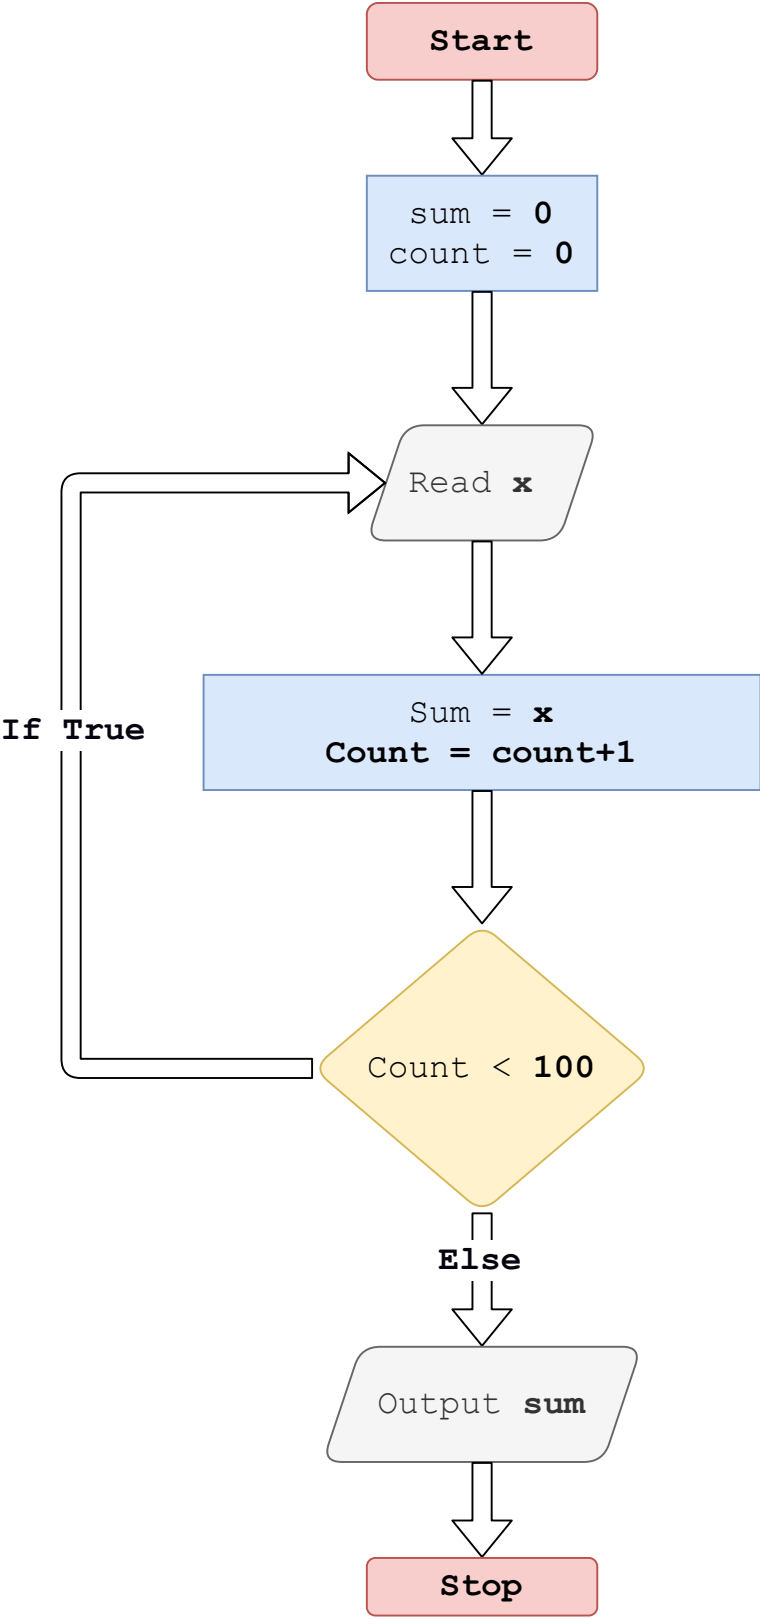 Start
sum = 0
count = 0
Read x
Sum = x
Count = count+1
If True
Count < 100
Else
Output sum
Stop